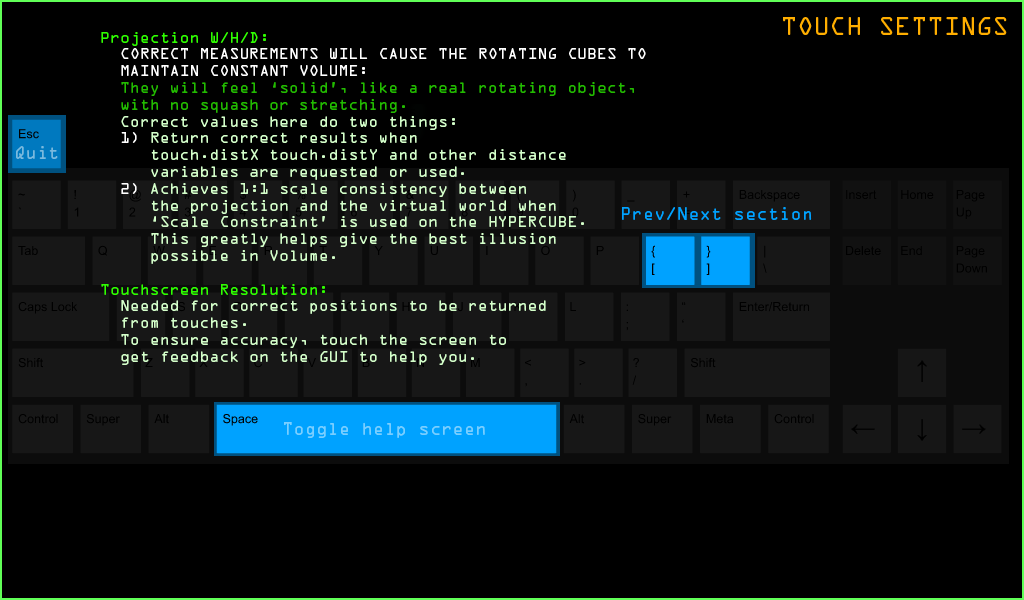 TOUCH SETTINGS
Projection W/H/D:
CORRECT MEASUREMENTS WILL CAUSE THE ROTATING CUBES TO
MAINTAIN CONSTANT VOLUME:
They will feel 'solid', like a real rotating object,
with no squash or stretching.
Correct values here do two things:
1) Return correct results when
touch.distX touch.distY and other distance
variables are requested or used.
2) Achieves 1:1 scale consistency between
the projection and the virtual world when
'Scale Constraint' is used on the HYPERCUBE.
This greatly helps give the best illusion
possible in Volume.
Touchscreen Resolution:
Needed for correct positions to be returned
from touches.
To ensure accuracy, touch the screen to
get feedback on the GUI to help you.
Esc
Quit
~ ! @ ) _ + Backspace Insert Home Page Up
` 1 2
Prev/Next section
Tab Q Y U I O P { [ } ] | \ Delete End Page Down
Caps Lock L : ; " ' Enter/Return
Shift Z X C V B M < , > . ? / Shift ↑
Control Super Alt Space Alt Super Meta Control ← ↓ →
Toggle help screen